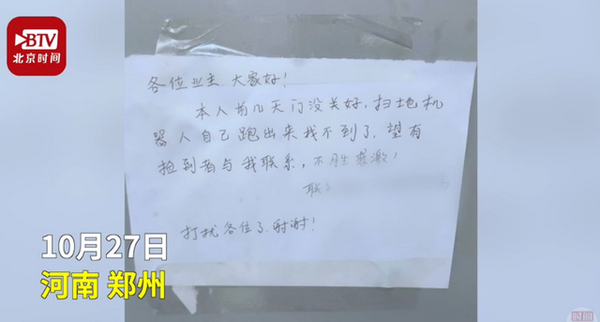 BTV
北京时间
各位业主 大家好!
本人前几天门没关好,扫地机
器人自己跑出来找不到了,望有
捡到者与我联系,不胜感激!
联
打扰各位了,谢谢!
10月27日
河南 郑州
时间